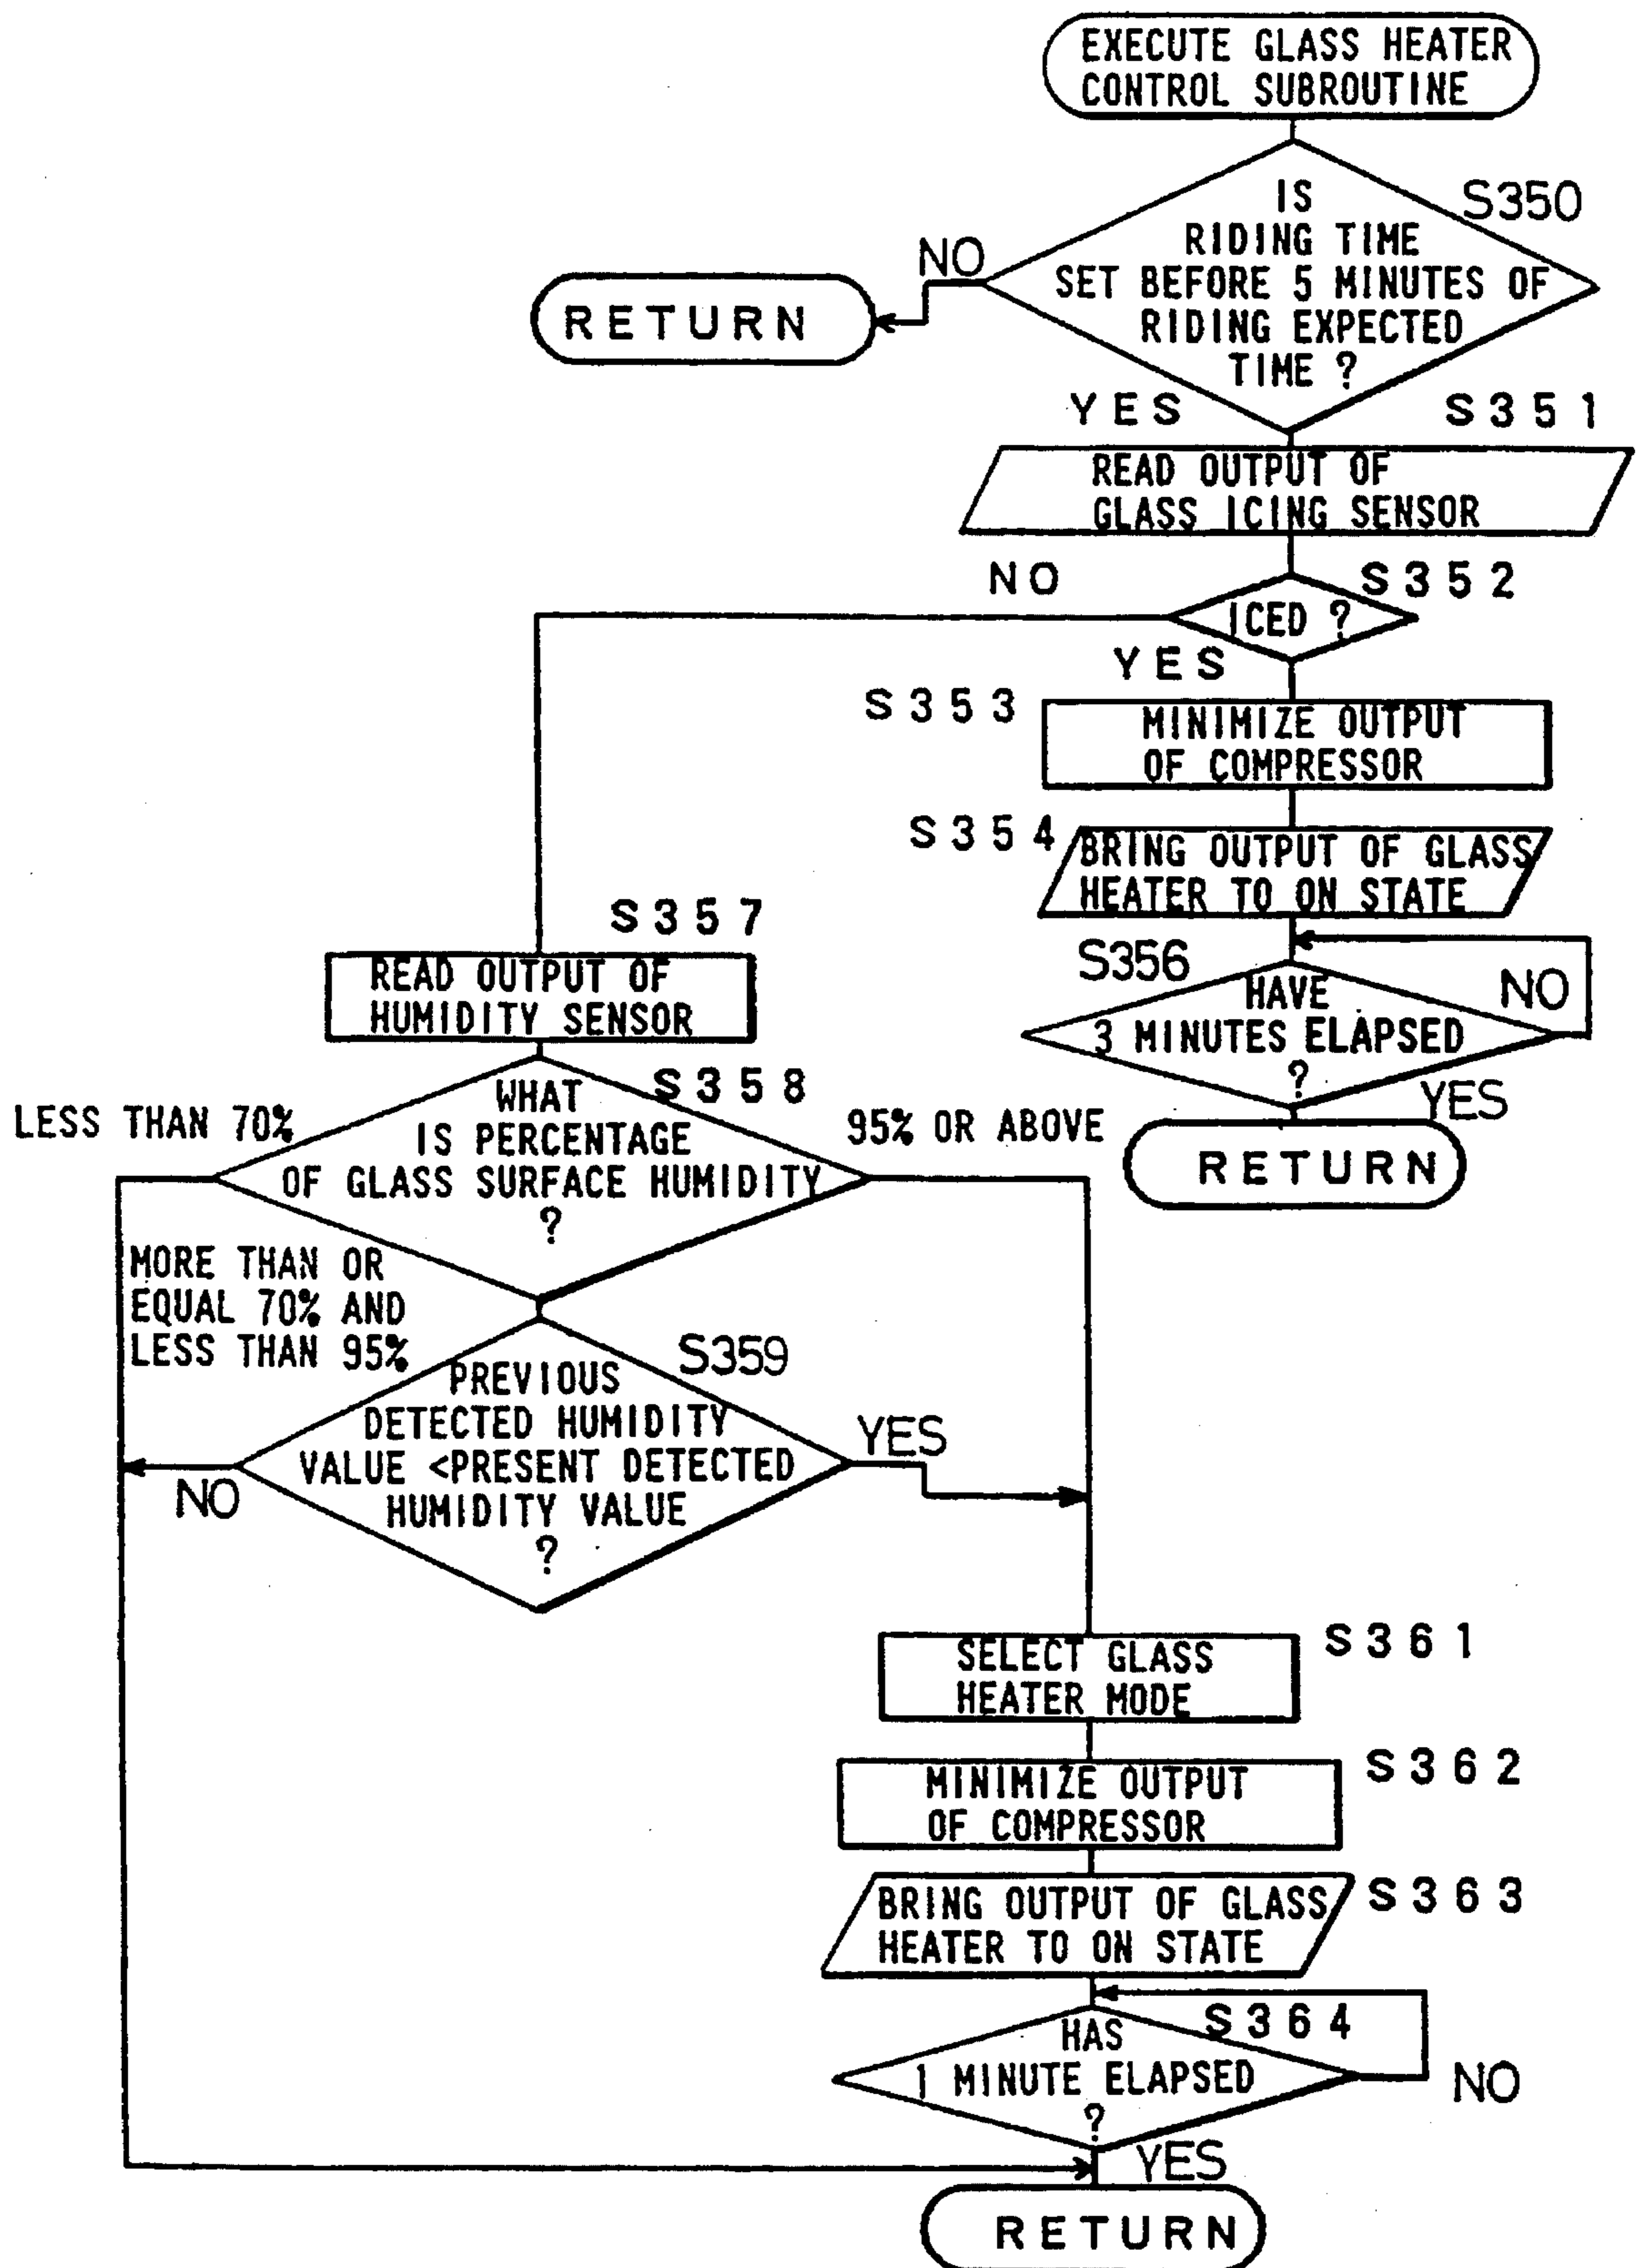 EXECUTE GLASS HEATER
CONTROL SUBROUTINE
S350
IS
RIDING TIME
SET BEFORE 5 MINUTES OF
RIDING EXPECTED
TIME ?
NO
RETURN
YES
S351
READ OUTPUT OF
GLASS ICING SENSOR
NO
S352
ICED ?
YES
S353
MINIMIZE OUTPUT
OF COMPRESSOR
S354
BRING OUTPUT OF GLASS
HEATER TO ON STATE
S356
HAVE
3 MINUTES ELAPSED
?
NO
YES
RETURN
S357
READ OUTPUT OF
HUMIDITY SENSOR
S358
WHAT
IS PERCENTAGE
OF GLASS SURFACE HUMIDITY
?
LESS THAN 70%
95% OR ABOVE
MORE THAN OR
EQUAL 70% AND
LESS THAN 95%
S359
PREVIOUS
DETECTED HUMIDITY
VALUE <PRESENT DETECTED
HUMIDITY VALUE
?
YES
NO
S361
SELECT GLASS
HEATER MODE
S362
MINIMIZE OUTPUT
OF COMPRESSOR
S363
BRING OUTPUT OF GLASS
HEATER TO ON STATE
S364
HAS
1 MINUTE ELAPSED
?
NO
YES
RETURN